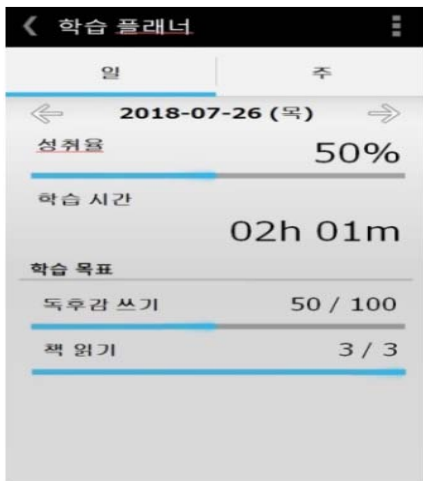 학습 플래너
일 주
2018-07-26 (목)
성취율 50%
학습 시간
02h 01m
학습 목표
독후감 쓰기 50 / 100
책 읽기 3 / 3